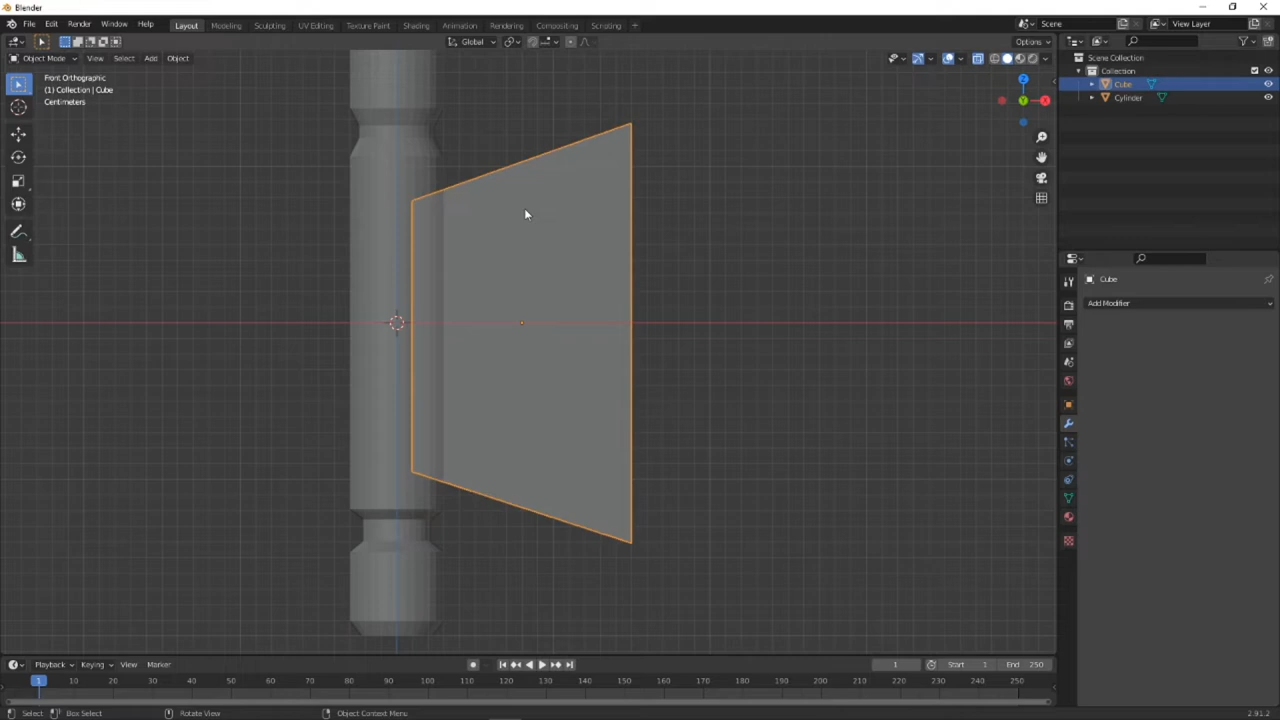 Blender
File Edit Render Window Help
Layout Modeling Sculpting UV Editing Texture Paint Shading Animation Rendering Compositing Scripting +
Scene
View Layer
Global
Options
Object Mode View Select Add Object
Front Orthographic
(1) Collection | Cube
Centimeters
Scene Collection
Collection
Cube
Cylinder
Cube
Add Modifier
Playback Keying View Marker
1
Start 1 End 250
1 10 20 30 40 50 60 70 80 90 100 110 120 130 140 150 160 170 180 190 200 210 220 230 240 250
Select Box Select Rotate View Object Context Menu
2.91.2